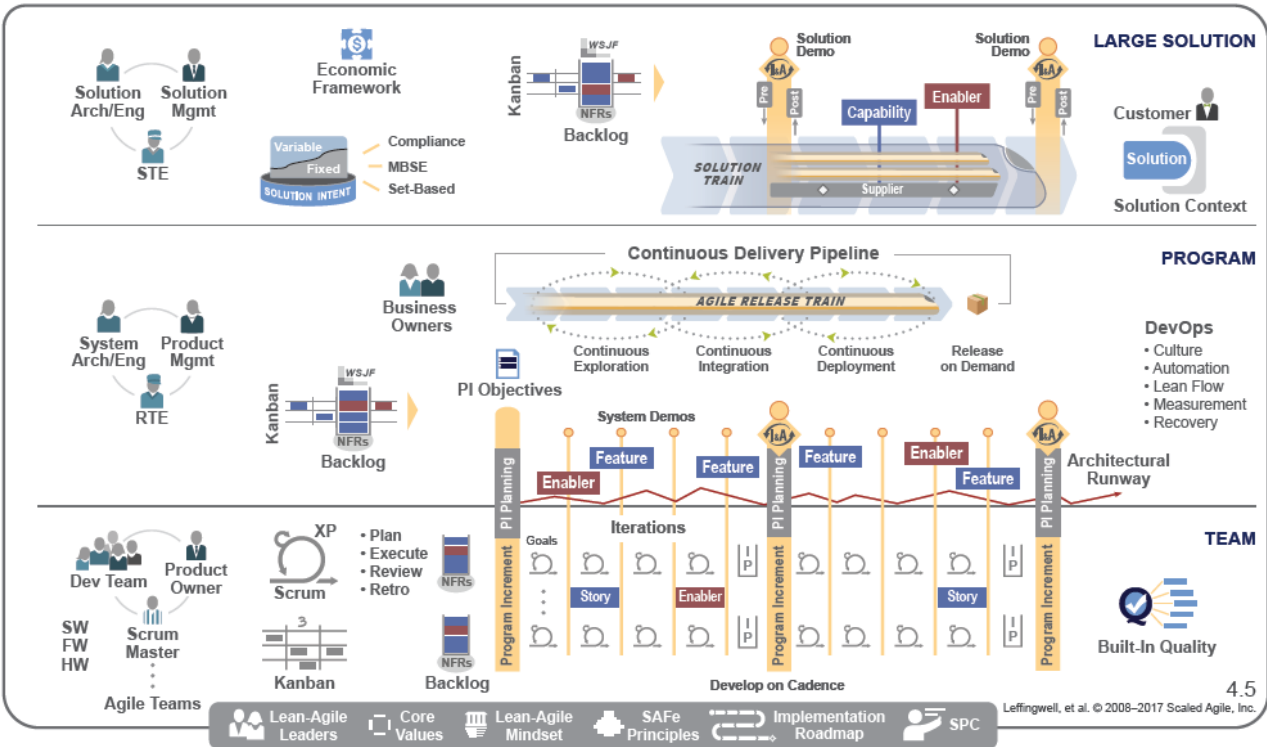 LARGE SOLUTION
Solution
Arch/Eng
Solution
Mgmt
STE
Economic
Framework
Variable
Fixed
SOLUTION INTENT
Compliance
MBSE
Set-Based
Kanban
WSJF
NFRs
Backlog
Solution
Demo
I&A
Pre
Post
Capability
Enabler
Solution
Demo
I&A
Pre
Post
SOLUTION
TRAIN
Supplier
Customer
Solution
Solution Context
PROGRAM
System
Arch/Eng
Product
Mgmt
RTE
Business
Owners
Kanban
WSJF
NFRs
Backlog
Continuous Delivery Pipeline
AGILE RELEASE TRAIN
Continuous
Exploration
Continuous
Integration
Continuous
Deployment
Release
on Demand
DevOps
• Culture
• Automation
• Lean Flow
• Measurement
• Recovery
PI Objectives
System Demos
I&A
I&A
Enabler
Feature
Feature
Feature
Enabler
Feature
Architectural
Runway
PI Planning
PI Planning
PI Planning
TEAM
Dev Team
Product
Owner
Scrum
Master
SW
FW
HW
Agile Teams
XP
Scrum
• Plan
• Execute
• Review
• Retro
3
Kanban
NFRs
NFRs
Backlog
Program Increment
Program Increment
Program Increment
Iterations
Goals
Story
Enabler
Story
I
P
I
P
I
P
I
P
Develop on Cadence
Built-In Quality
4.5
Leffingwell, et al. © 2008–2017 Scaled Agile, Inc.
Lean-Agile
Leaders
Core
Values
Lean-Agile
Mindset
SAFe
Principles
Implementation
Roadmap
SPC